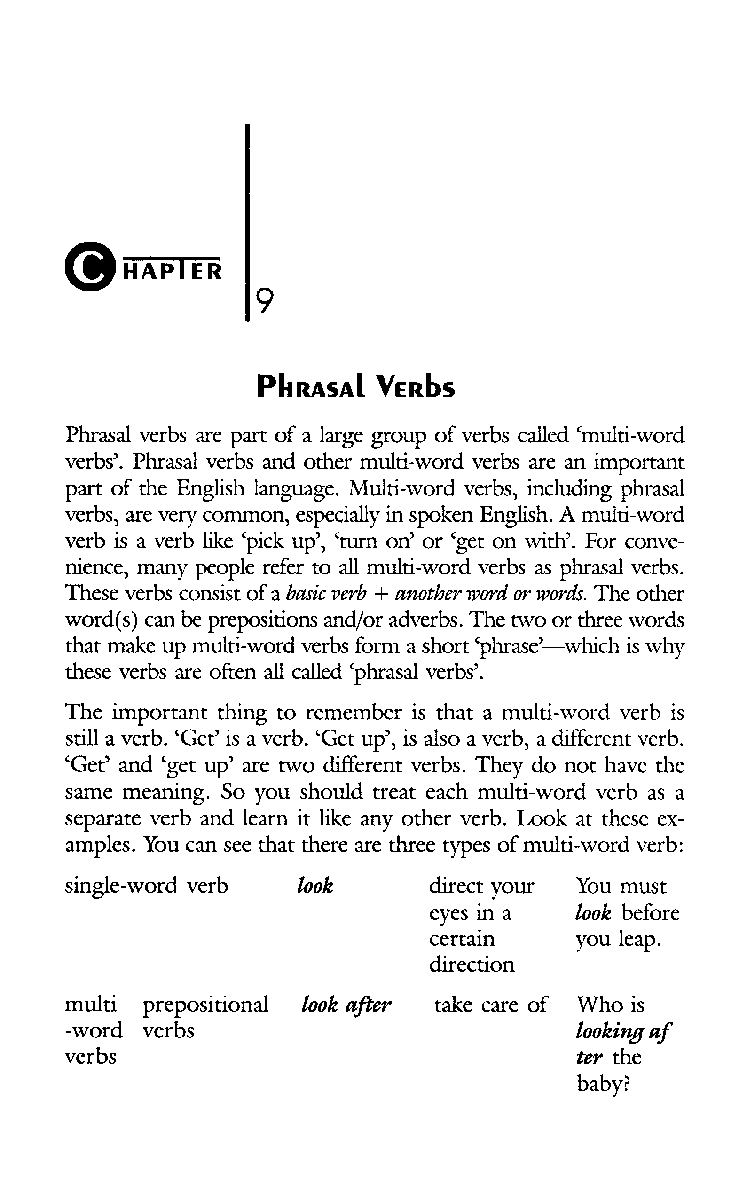 CHAPTER
9
Phrasal Verbs
Phrasal verbs are part of a large group of verbs called ‘multi-word
verbs’. Phrasal verbs and other multi-word verbs are an important
part of the English language. Multi-word verbs, including phrasal
verbs, are very common, especially in spoken English. A multi-word
verb is a verb like ‘pick up’, ‘turn on’ or ‘get on with’. For conve-
nience, many people refer to all multi-word verbs as phrasal verbs.
These verbs consist of a basic verb + another word or words. The other
word(s) can be prepositions and/or adverbs. The two or three words
that make up multi-word verbs form a short ‘phrase’—which is why
these verbs are often all called ‘phrasal verbs’.
The important thing to remember is that a multi-word verb is
still a verb. ‘Get’ is a verb. ‘Get up’, is also a verb, a different verb.
‘Get’ and ‘get up’ are two different verbs. They do not have the
same meaning. So you should treat each multi-word verb as a
separate verb and learn it like any other verb. Look at these ex-
amples. You can see that there are three types of multi-word verb:
single-word verb look direct your You must
eyes in a look before
certain you leap.
direction
multi prepositional look after take care of Who is
-word verbs looking af
verbs ter the
baby?